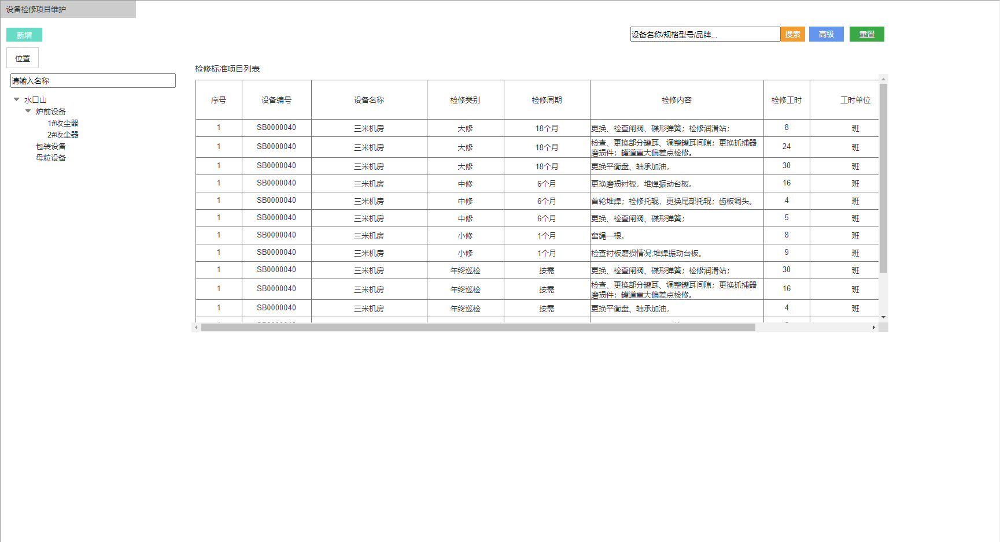 设备检修项目维护
新增
设备名称/规格型号/品牌... 搜索 高级 重置
位置
请输入名称
水口山
炉前设备
1#收尘器
2#收尘器
包装设备
母粒设备
检修标准项目列表
序号 设备编号 设备名称 检修类别 检修周期 检修内容 检修工时 工时单位
1 SB0000040 三米机房 大修 18个月 更换、检查闸阀、碟形弹簧；检修润滑站； 8 班
1 SB0000040 三米机房 大修 18个月 检查、更换部分罐耳、调整罐耳间隙；更换抓捕器 24 班
磨损件；罐道重大偏差点检修。
1 SB0000040 三米机房 大修 18个月 更换平衡盘、轴承加油， 30 班
1 SB0000040 三米机房 中修 6个月 更换磨损衬板，堆焊振动台板。 16 班
1 SB0000040 三米机房 中修 6个月 首轮堆焊；检修托辊，更换尾部托辊；齿板调头。 4 班
1 SB0000040 三米机房 中修 6个月 更换、检查闸阀、碟形弹簧； 5 班
1 SB0000040 三米机房 小修 1个月 窜绳一根。 8 班
1 SB0000040 三米机房 小修 1个月 检查衬板磨损情况;堆焊振动台板。 9 班
1 SB0000040 三米机房 年终巡检 按需 更换、检查闸阀、碟形弹簧；检修润滑站； 30 班
1 SB0000040 三米机房 年终巡检 按需 检查、更换部分罐耳、调整罐耳间隙；更换抓捕器 16 班
磨损件；罐道重大偏差点检修。
1 SB0000040 三米机房 年终巡检 按需 更换平衡盘、轴承加油， 4 班